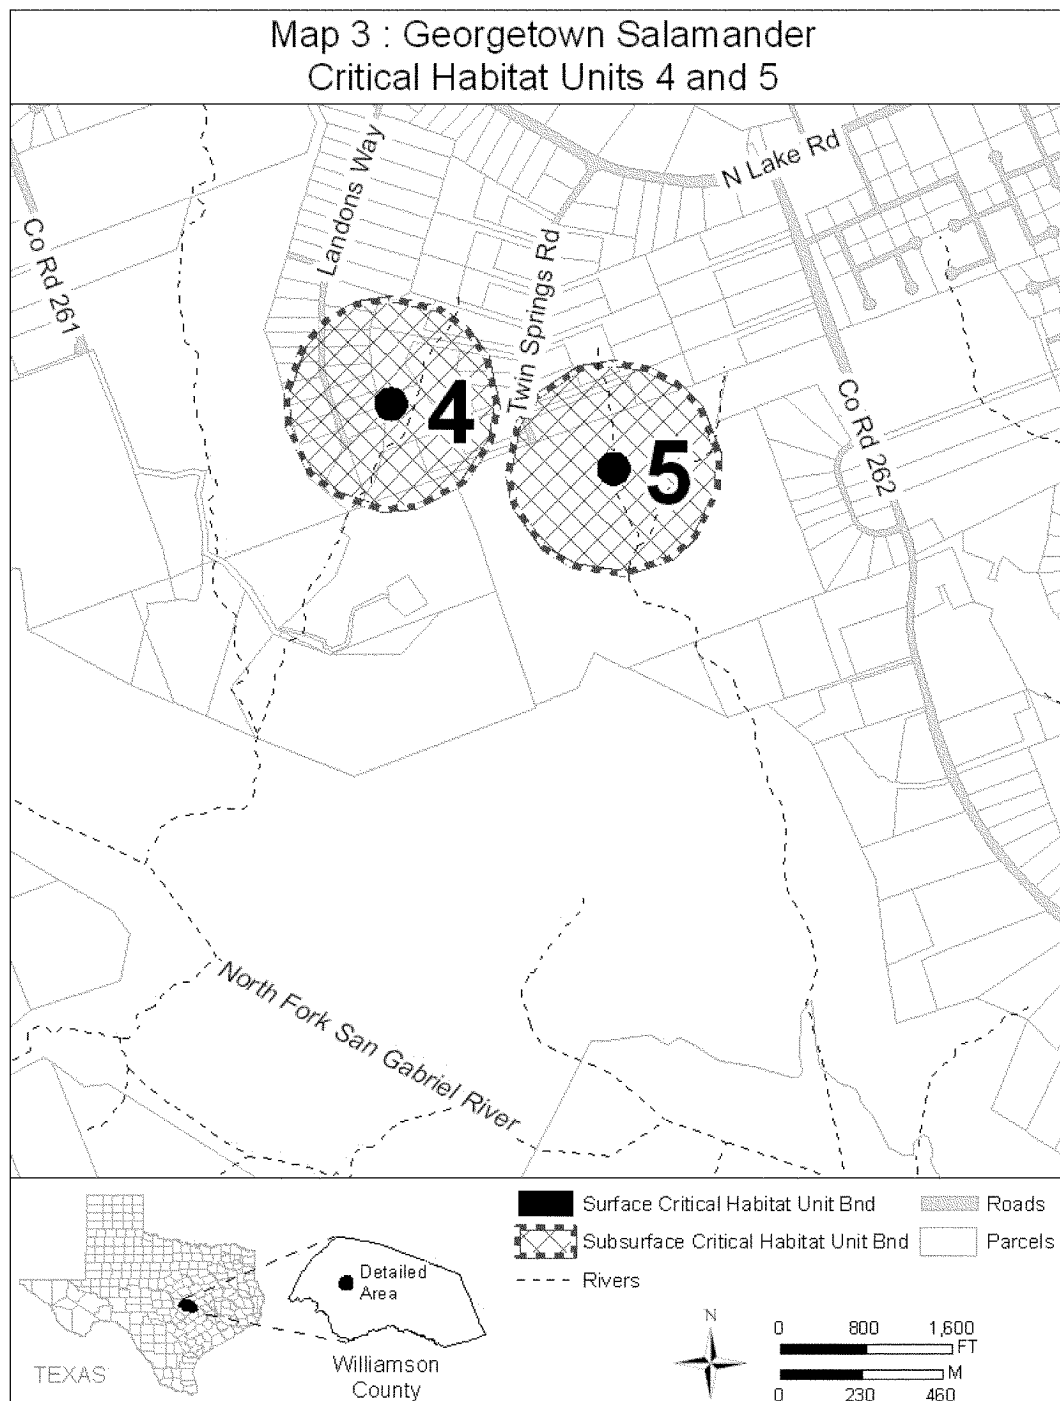 Map 3 : Georgetown Salamander
Critical Habitat Units 4 and 5
N Lake Rd
Landons Way
Co Rd 261
Twin Springs Rd
4
5
Co Rd 262
North Fork San Gabriel River
Surface Critical Habitat Unit Bnd
Roads
Subsurface Critical Habitat Unit Bnd
Parcels
Rivers
Detailed
Area
TEXAS
Williamson
County
N
0 800 1,600
FT
M
0 230 460